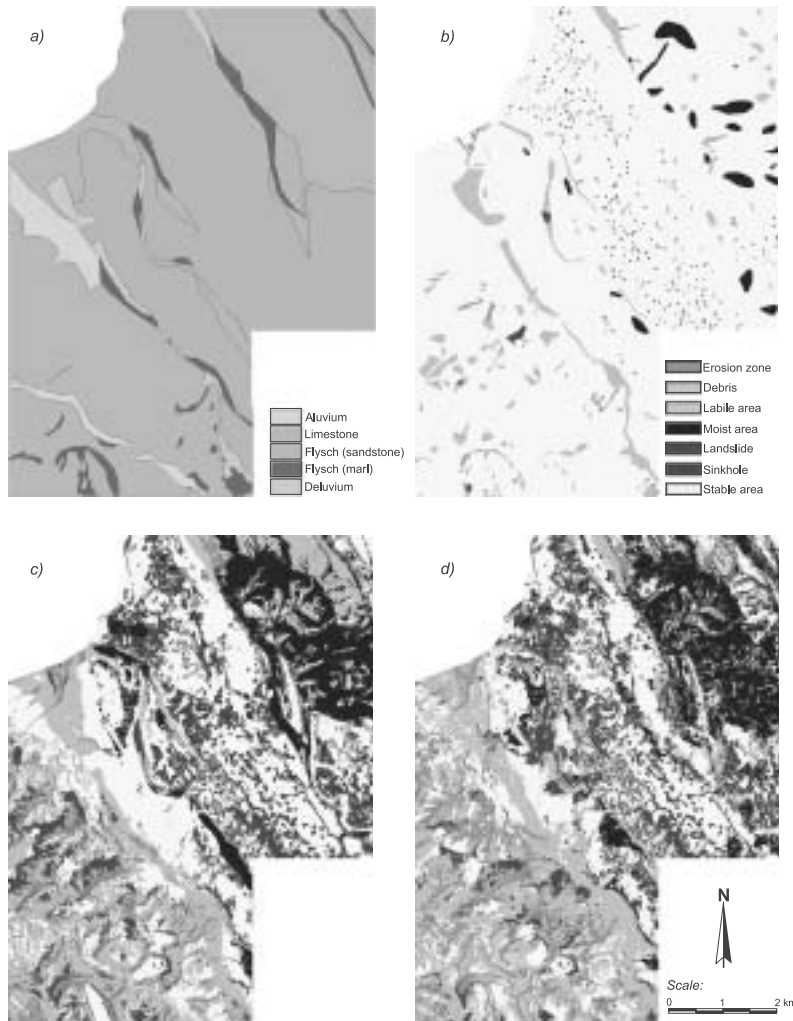 a)
Aluvium
Limestone
Flysch (sandstone)
Flysch (marl)
Deluvium
b)
Erosion zone
Debris
Labile area
Moist area
Landslide
Sinkhole
Stable area
c)
d)
N
Scale:
0 1 2 km